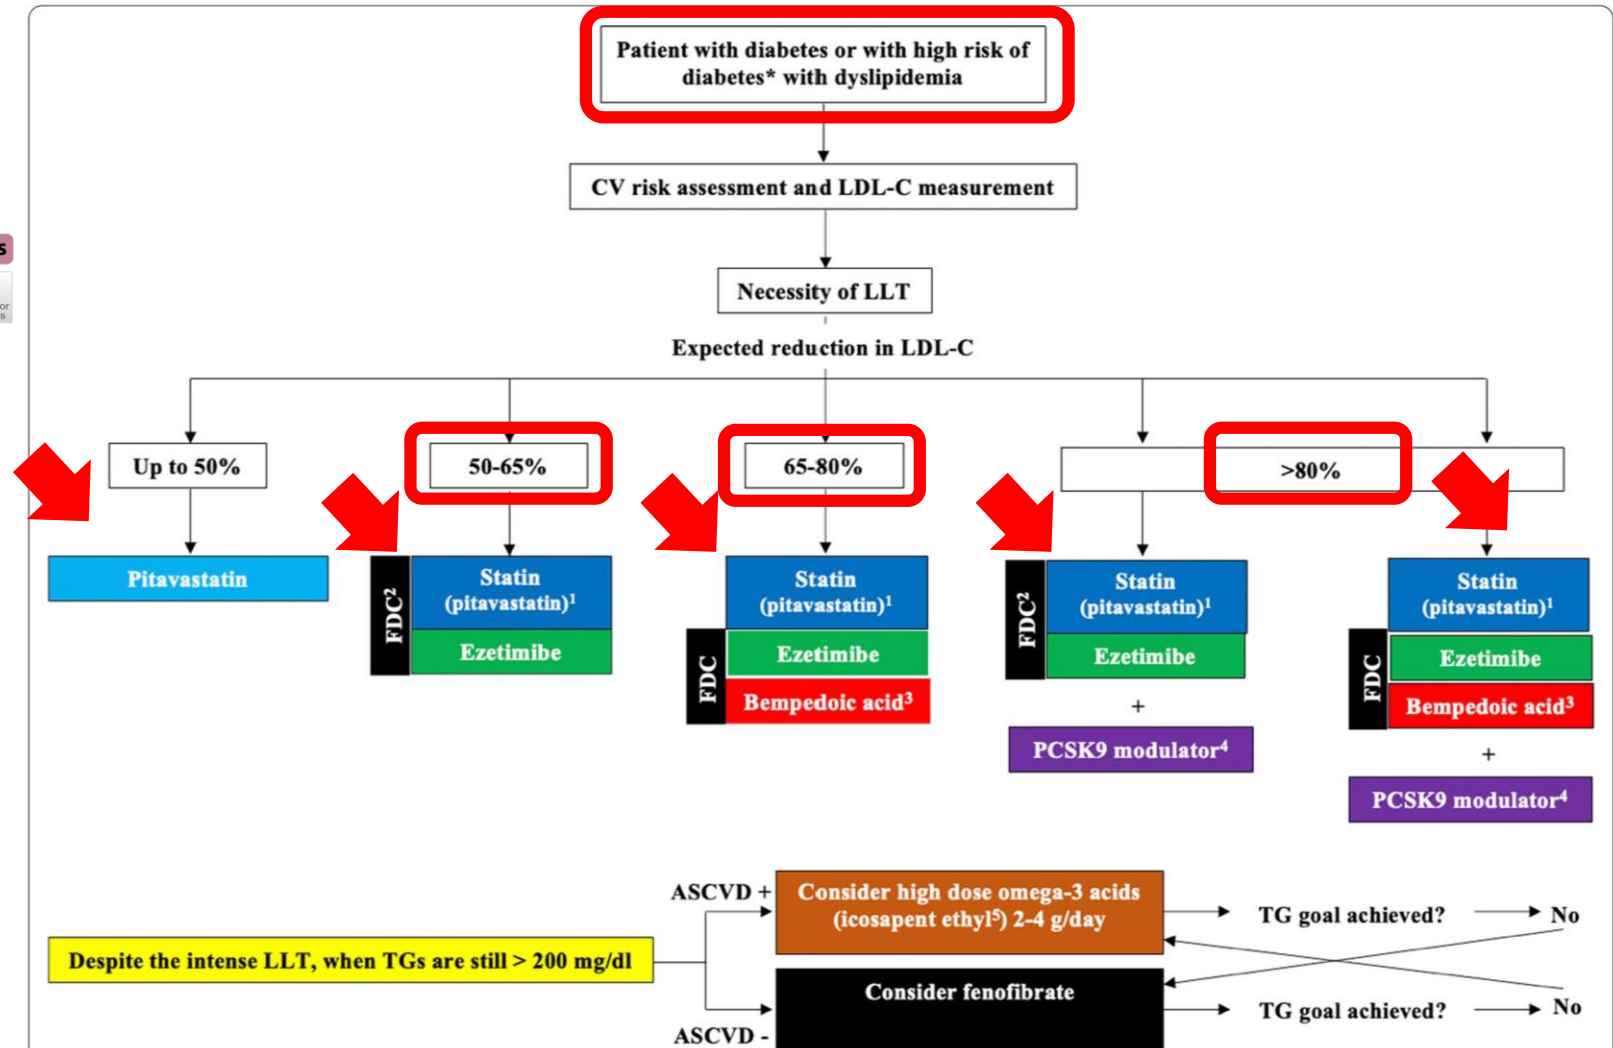 Patient with diabetes or with high risk of
diabetes* with dyslipidemia
CV risk assessment and LDL-C measurement
Necessity of LLT
Expected reduction in LDL-C
Up to 50%
50-65%
65-80%
>80%
Pitavastatin
FDC²
Statin
(pitavastatin)¹
Ezetimibe
Statin
(pitavastatin)¹
FDC
Ezetimibe
Bempedoic acid³
FDC²
Statin
(pitavastatin)¹
Ezetimibe
+
PCSK9 modulator⁴
Statin
(pitavastatin)¹
FDC
Ezetimibe
Bempedoic acid³
+
PCSK9 modulator⁴
Despite the intense LLT, when TGs are still > 200 mg/dl
ASCVD +
Consider high dose omega-3 acids
(icosapent ethyl⁵) 2-4 g/day
TG goal achieved?
No
ASCVD -
Consider fenofibrate
TG goal achieved?
No